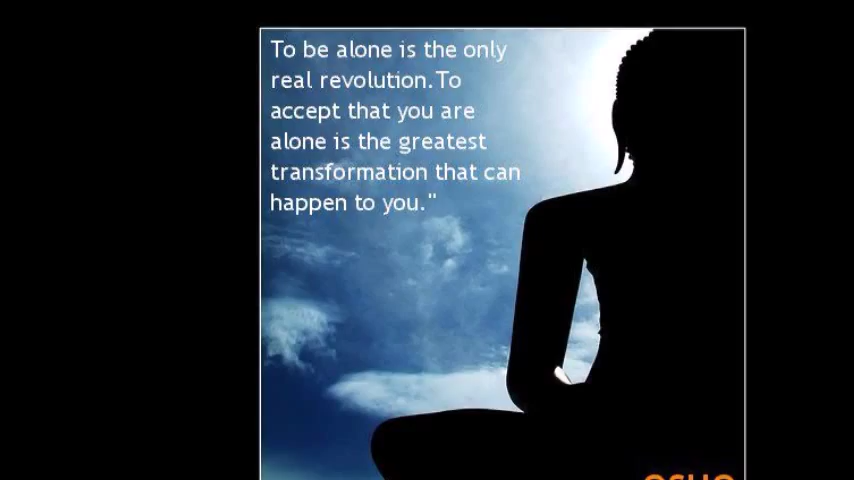 To be alone is the only
real revolution.To
accept that you are
alone is the greatest
transformation that can
happen to you."